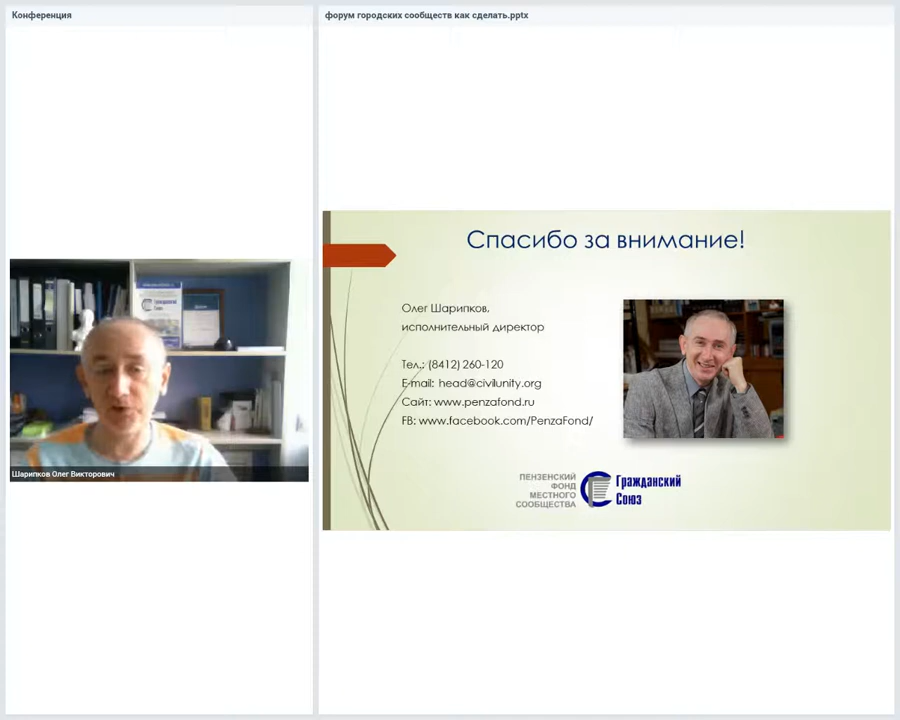 Конференция
форум городских сообществ как сделать.pptx
Гражданский
Союз
Шарипков Олег Викторович
Спасибо за внимание!
Олег Шарипков,
исполнительный директор
Тел.: (8412) 260-120
E-mail: head@civilunity.org
Сайт: www.penzafond.ru
FB: www.facebook.com/PenzaFond/
ПЕНЗЕНСКИЙ
ФОНД
МЕСТНОГО
СООБЩЕСТВА
Гражданский
Союз